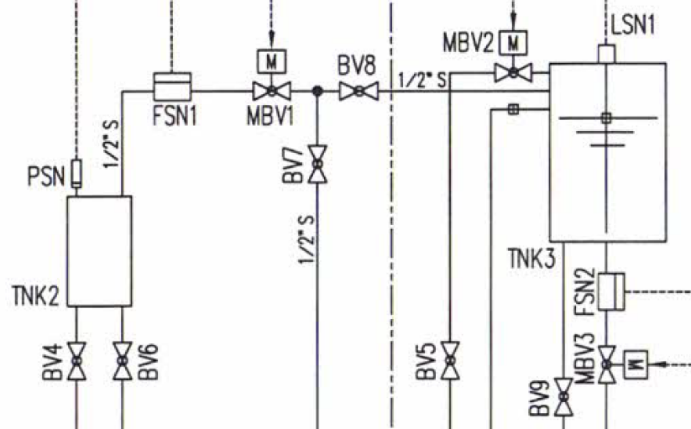 LSN1
MBV2
M
M
BV8
1/2" S
FSN1
MBV1
1/2" S
PSN
BV7
1/2" S
TNK2
TNK3
FSN2
BV4
BV6
BV5
MBV3
M
BV9